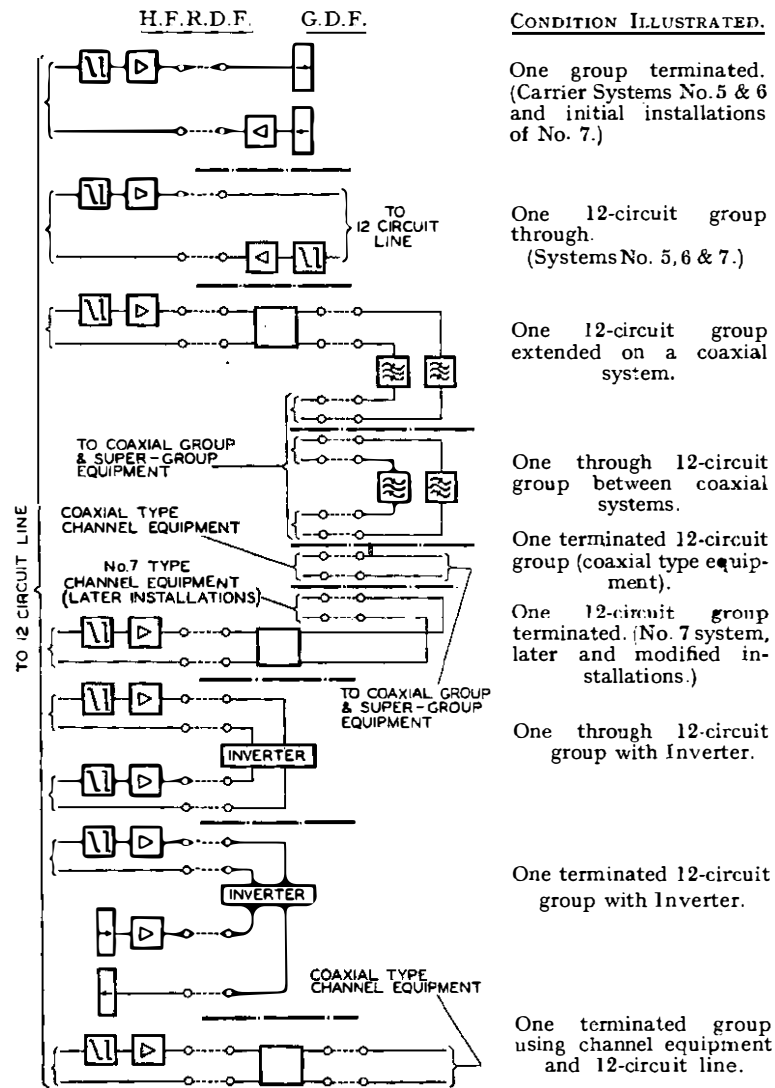 H.F.R.D.F. G.D.F. CONDITION ILLUSTRATED.
One group terminated.
(Carrier Systems No. 5 & 6
and initial installations
of No. 7.)
TO
12 CIRCUIT
LINE
One 12-circuit group
through.
(Systems No. 5, 6 & 7.)
One 12-circuit group
extended on a coaxial
system.
TO COAXIAL GROUP
& SUPER-GROUP
EQUIPMENT
One through 12-circuit
group between coaxial
systems.
COAXIAL TYPE
CHANNEL EQUIPMENT
One terminated 12-circuit
group (coaxial type equip-
ment).
No.7 TYPE
CHANNEL EQUIPMENT
(LATER INSTALLATIONS)
One 12-circuit group
terminated. (No. 7 system,
later and modified in-
stallations.)
TO 12 CIRCUIT LINE
TO COAXIAL GROUP
& SUPER-GROUP
EQUIPMENT
INVERTER
One through 12-circuit
group with Inverter.
INVERTER
One terminated 12-circuit
group with Inverter.
COAXIAL TYPE
CHANNEL EQUIPMENT
One terminated group
using channel equipment
and 12-circuit line.